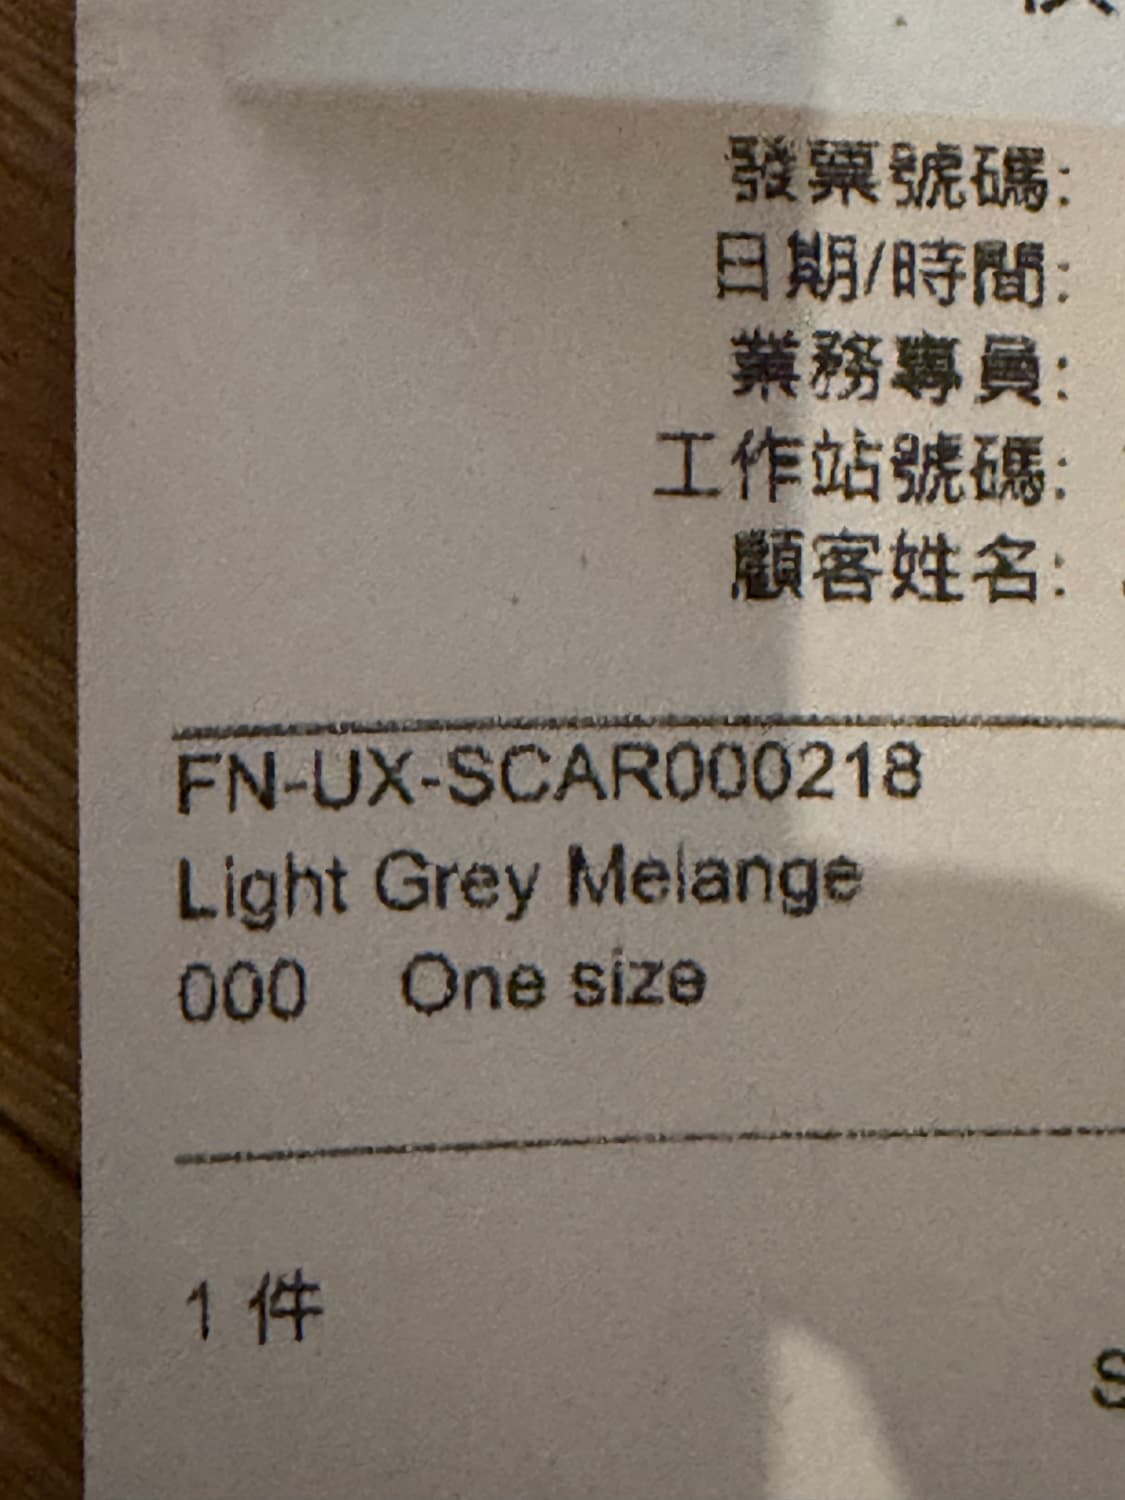 發票號碼:
日期/時間:
業務專員:
工作站號碼:
顧客姓名:
FN-UX-SCAR000218
Light Grey Melange
000 One size
1 件
S